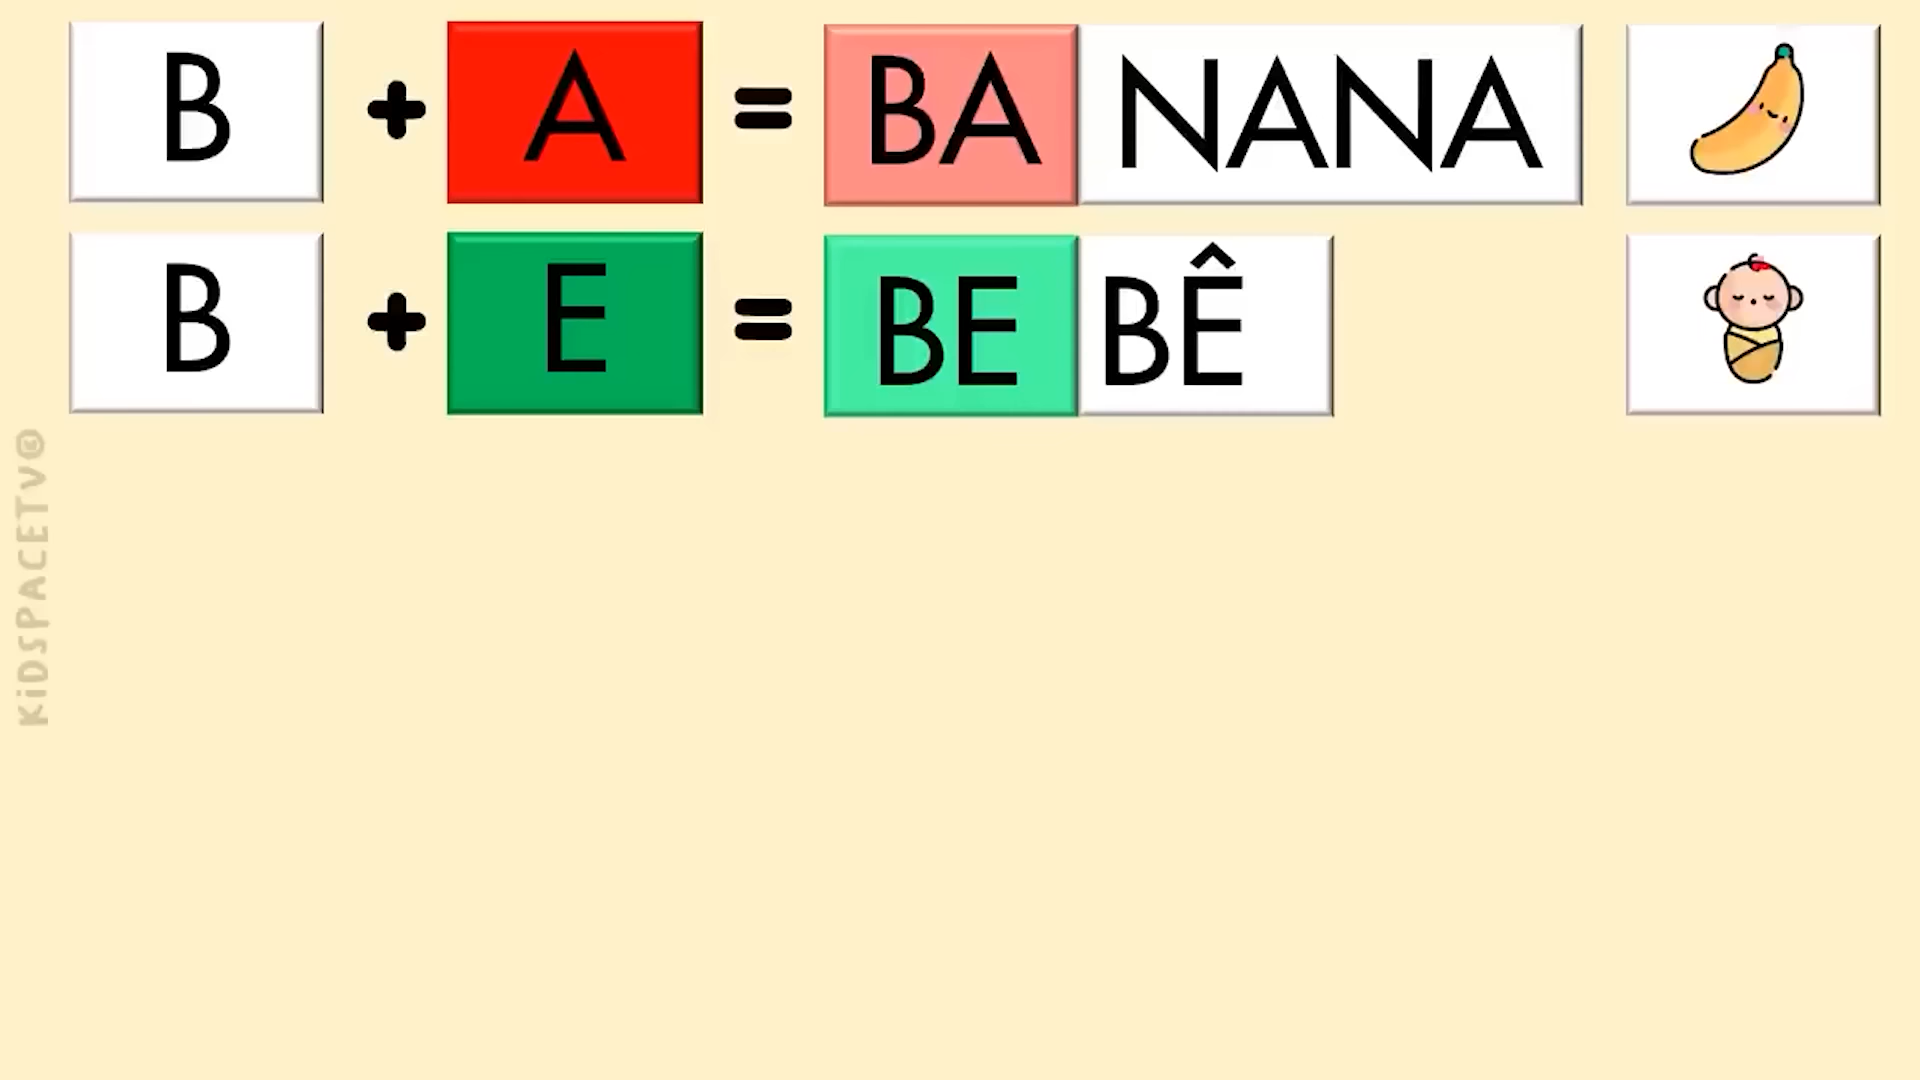 B + A = BA NANA
B + E = BE BÊ
KiDSPACETV©